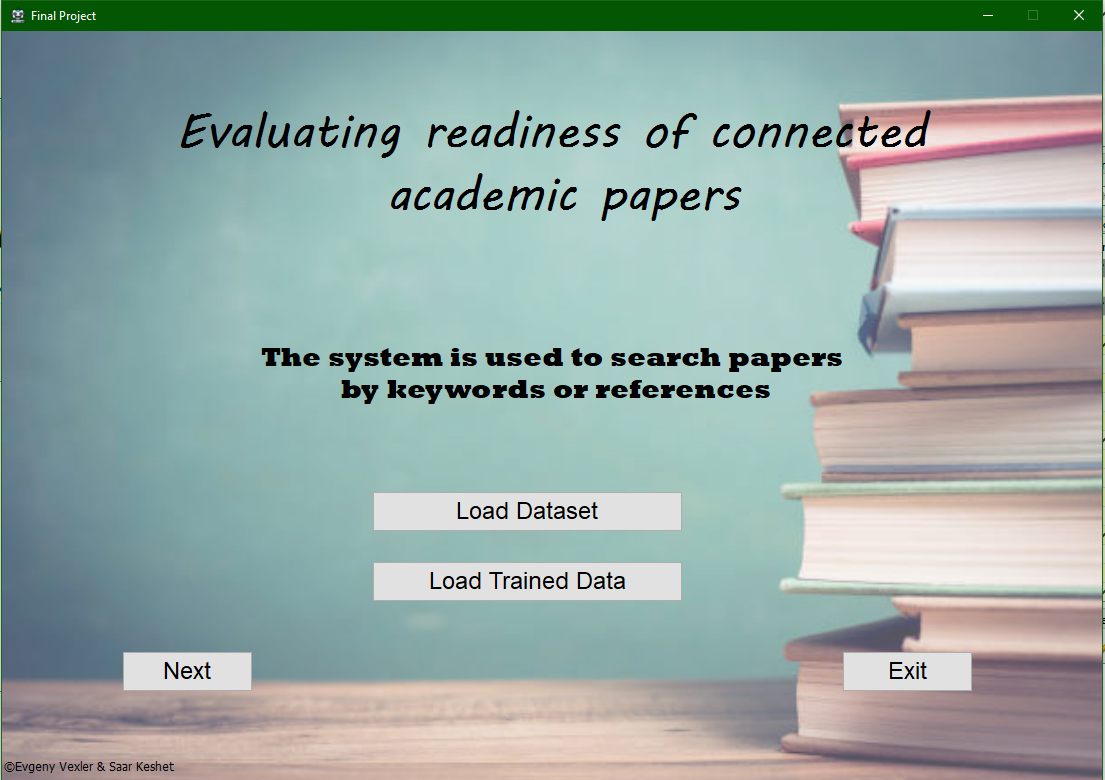 Final Project
Evaluating readiness of connected
academic papers
The system is used to search papers
by keywords or references
Load Dataset
Load Trained Data
Next
Exit
©Evgeny Vexler & Saar Keshet